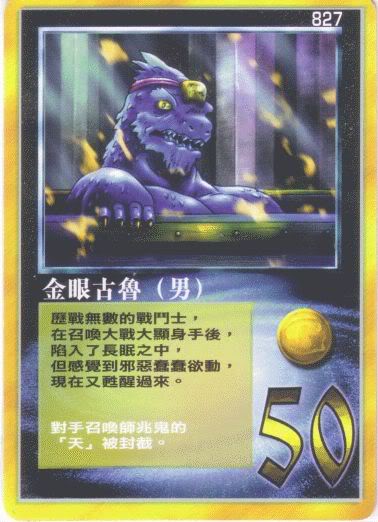 827
金眼古魯（男）
歷戰無數的戰鬥士，
在召喚大戰大顯身手後，
陷入了長眠之中，
但感覺到邪惡蠢蠢欲動，
現在又甦醒過來。
對手召喚師兆鬼的
「天」被封截。
50